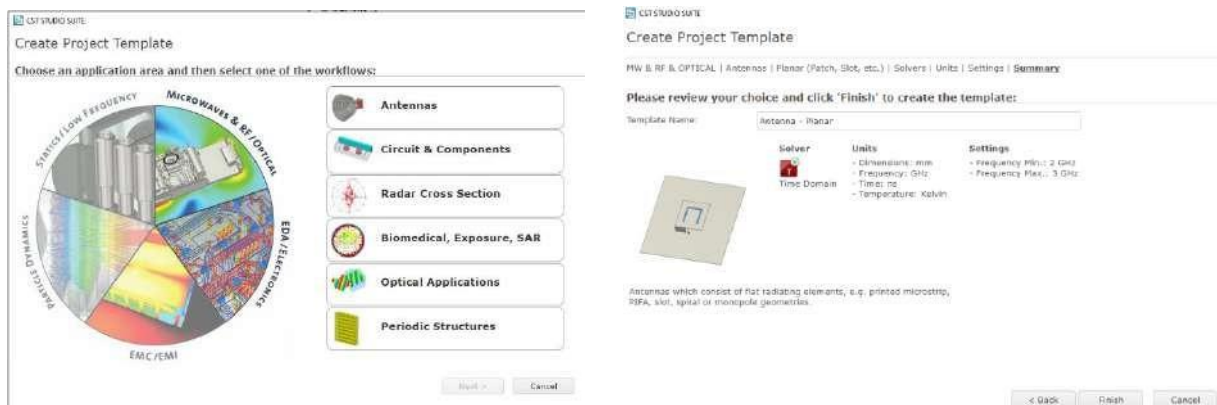 CST STUDIO SUITE
Create Project Template
Choose an application area and then select one of the workflows:
STATICS / LOW FREQUENCY
MICROWAVES & RF / OPTICAL
EDA / ELECTRONICS
EMC / EMI
PARTICLE DYNAMICS
Antennas
Circuit & Components
Radar Cross Section
Biomedical, Exposure, SAR
Optical Applications
Periodic Structures
Next >
Cancel
CST STUDIO SUITE
Create Project Template
MW & RF & OPTICAL | Antennas | Planar (Patch, Slot, etc.) | Solvers | Units | Settings | Summary
Please review your choice and click 'Finish' to create the template:
Template Name: Antenna - Planar
Solver
Time Domain
Units
- Dimensions: mm
- Frequency: GHz
- Time: ns
- Temperature: Kelvin
Settings
- Frequency Min.: 2 GHz
- Frequency Max.: 3 GHz
Antennas which consist of flat radiating elements, e.g. printed microstrip,
PIFA, slot, spiral or monopole geometries.
< Back
Finish
Cancel